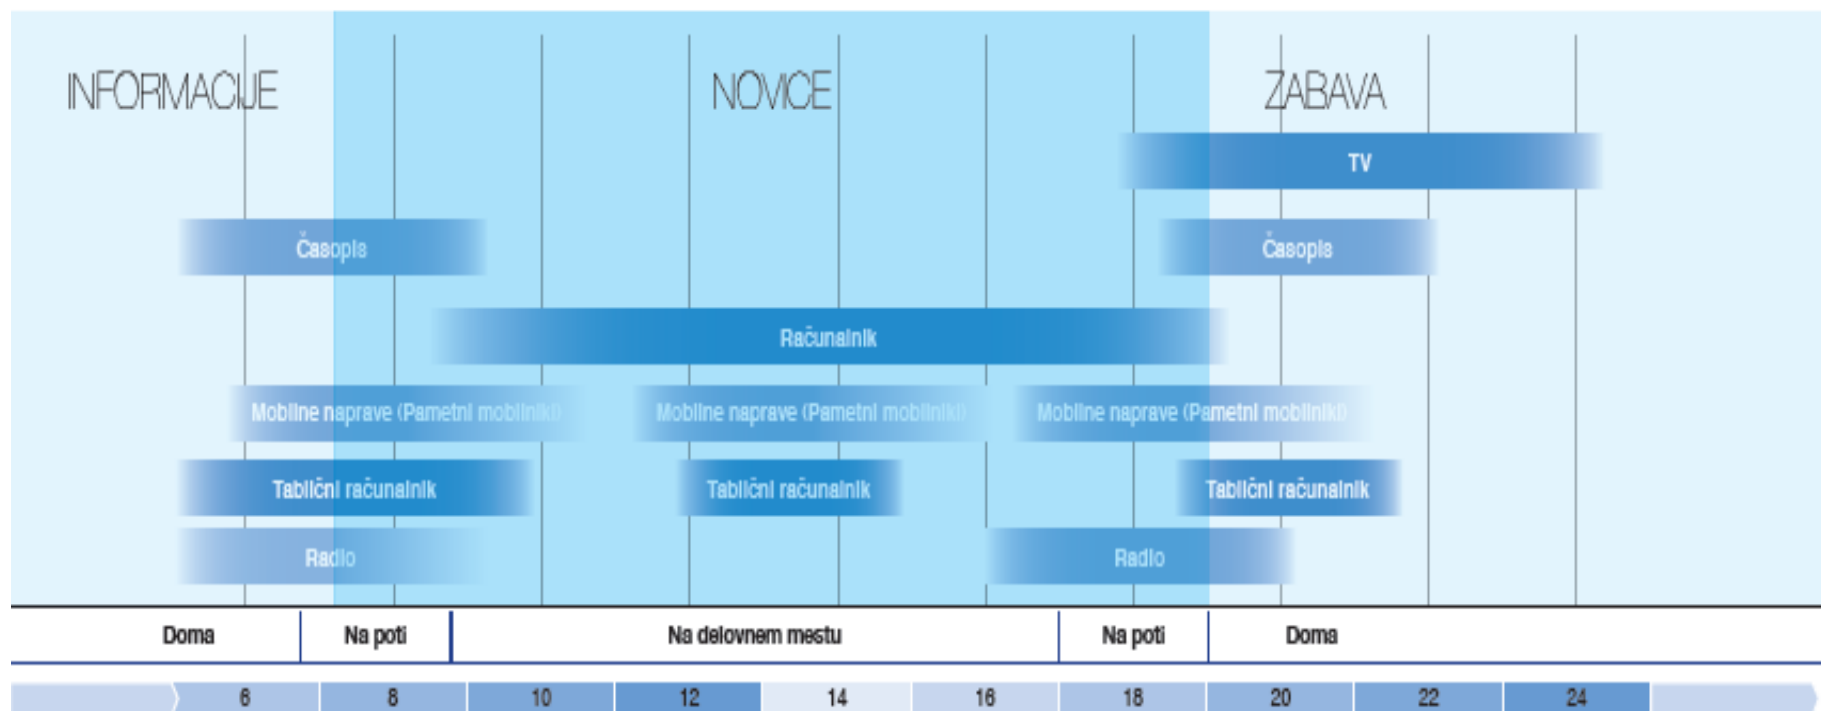 INFORMACIJE NOVICE ZABAVA
TV
Časopis Časopis
Računalnik
Mobilne naprave (Pametni mobilniki) Mobilne naprave (Pametni mobilniki) Mobilne naprave (Pametni mobilniki)
Tablični računalnik Tablični računalnik Tablični računalnik
Radio Radio
Doma Na poti Na delovnem mestu Na poti Doma
6 8 10 12 14 16 18 20 22 24